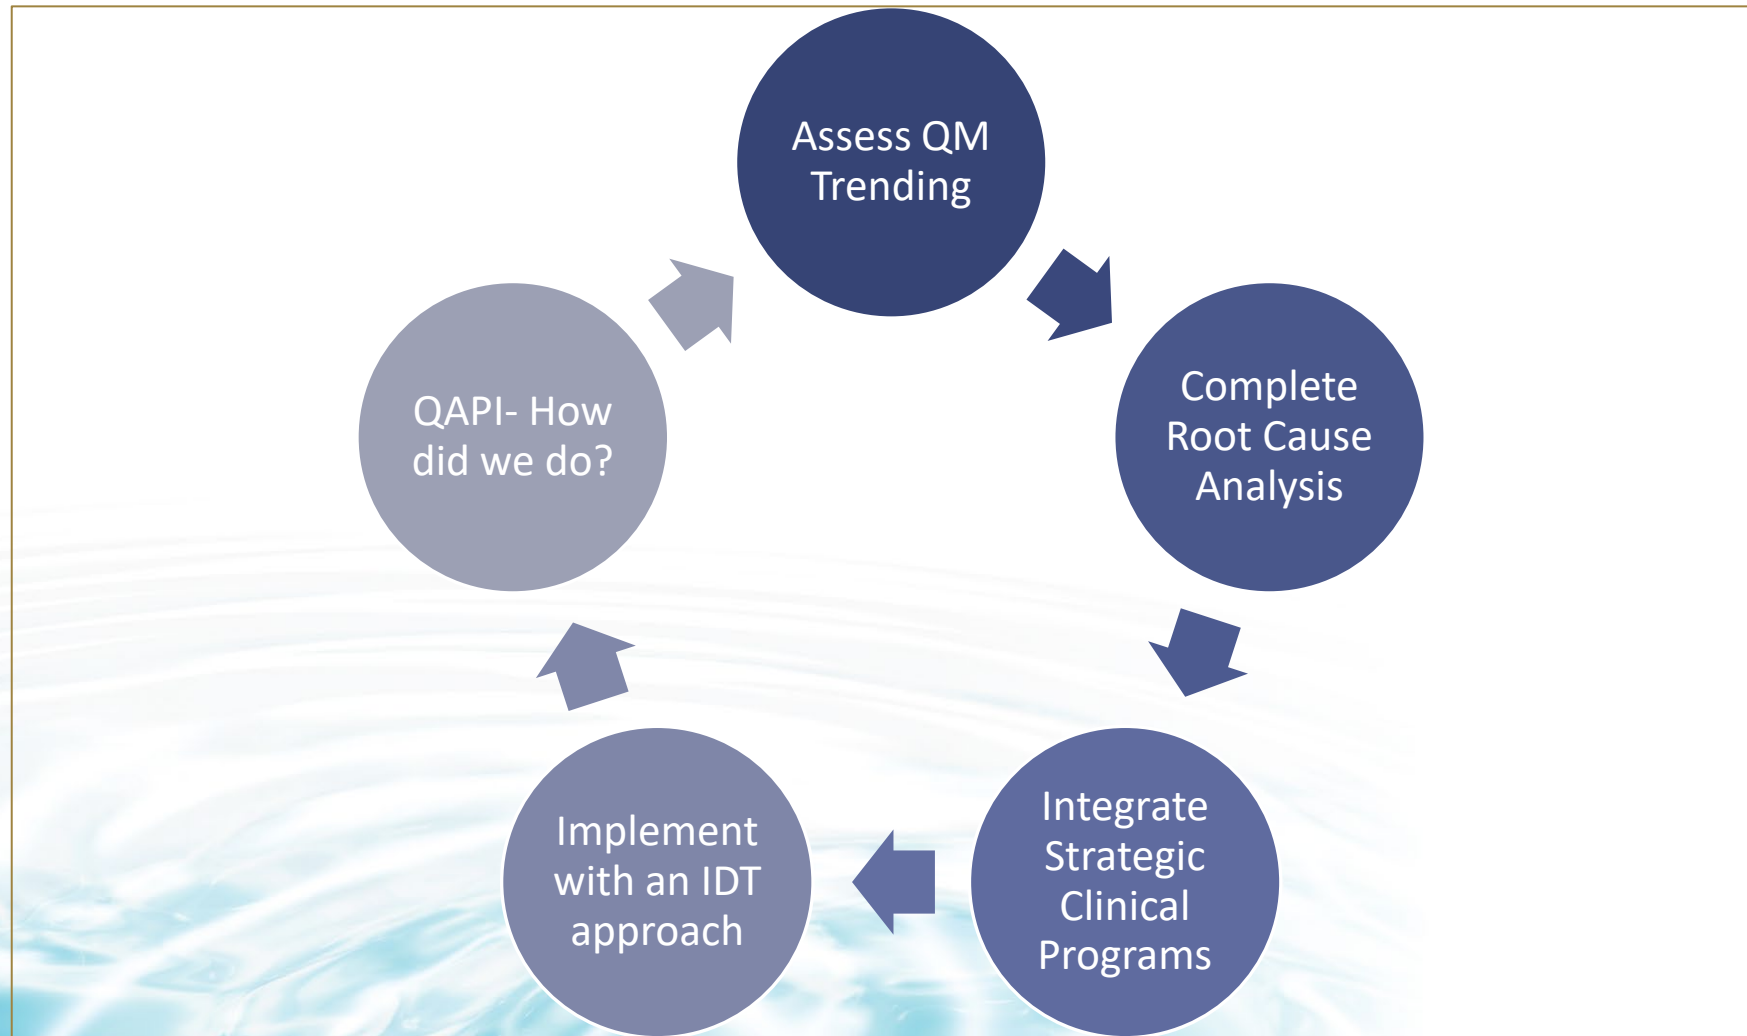 Assess QM
Trending
Complete
Root Cause
Analysis
Integrate
Strategic
Clinical
Programs
Implement
with an IDT
approach
QAPI- How
did we do?